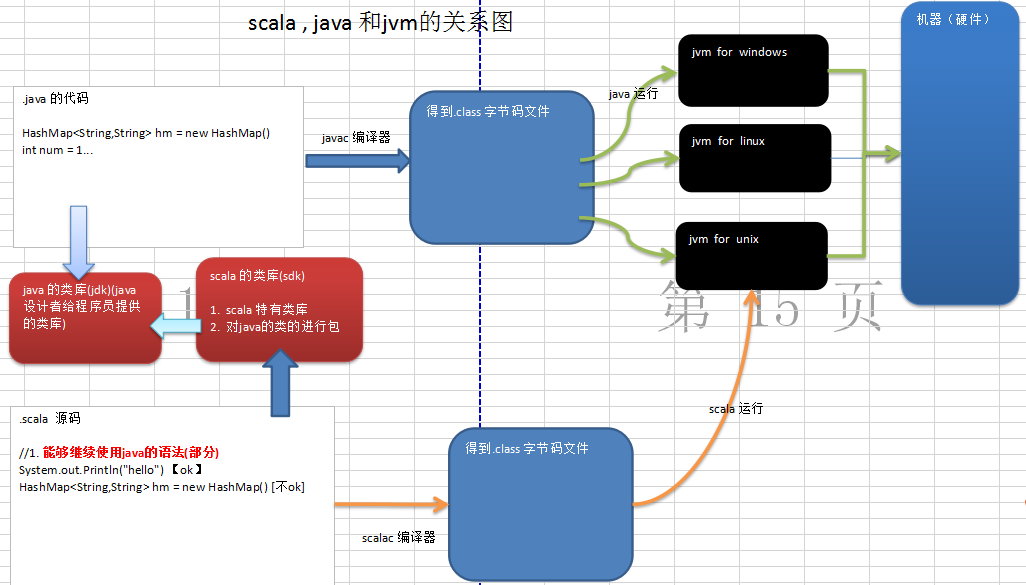 scala , java 和jvm的关系图
机器（硬件）
jvm for windows
.java 的代码
java 运行
得到.class 字节码文件
HashMap<String,String> hm = new HashMap()
int num = 1...
javac 编译器
jvm for linux
jvm for unix
java 的类库(jdk)(java
设计者给程序员提供
的类库)
scala 的类库(sdk)
1. scala 特有类库
2. 对java的类的进行包
第 15 页
scala 运行
.scala 源码
//1. 能够继续使用java的语法(部分)
System.out.Println("hello") 【ok】
HashMap<String,String> hm = new HashMap() [不ok]
得到.class 字节码文件
scalac 编译器